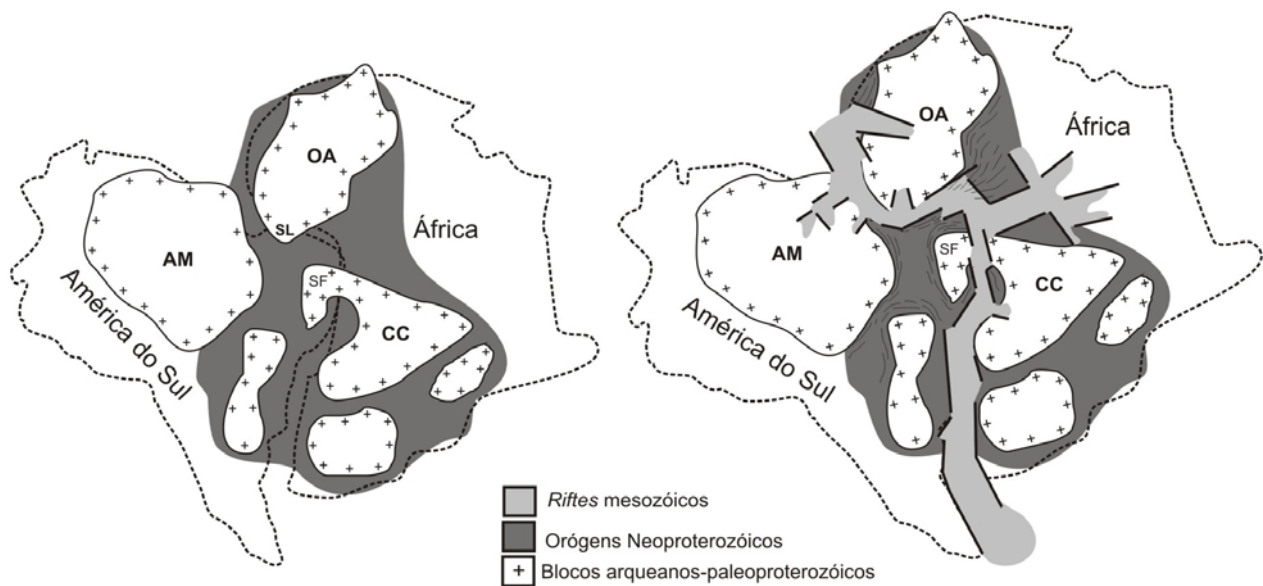 OA
SL
África
AM
SF
CC
América do Sul
OA
África
AM
SF
CC
América do Sul
Riftes mesozóicos
Orógens Neoproterozóicos
Blocos arqueanos-paleoproterozóicos